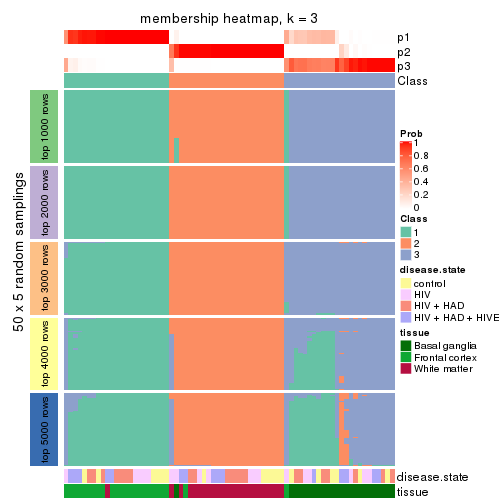 membership heatmap, k = 3
p1
p2
p3
Class
50 x 5 random samplings
top 1000 rows
top 2000 rows
top 3000 rows
top 4000 rows
top 5000 rows
disease.state
tissue
Prob
1
0.8
0.6
0.4
0.2
0
Class
1
2
3
disease.state
control
HIV
HIV + HAD
HIV + HAD + HIVE
tissue
Basal ganglia
Frontal cortex
White matter